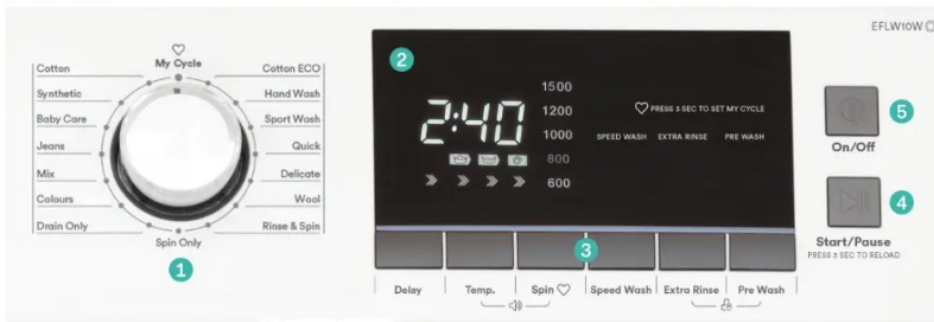 EFLW10W
My Cycle
Cotton
Cotton ECO
Synthetic
Hand Wash
Baby Care
Sport Wash
Jeans
Quick
Mix
Delicate
Colours
Wool
Drain Only
Rinse & Spin
Spin Only
1
2
2:40
1500
1200
1000
800
600
PRESS 3 SEC TO SET MY CYCLE
SPEED WASH EXTRA RINSE PRE WASH
3
Delay Temp. Spin Speed Wash Extra Rinse Pre Wash
5
On/Off
4
Start/Pause
PRESS 3 SEC TO RELOAD